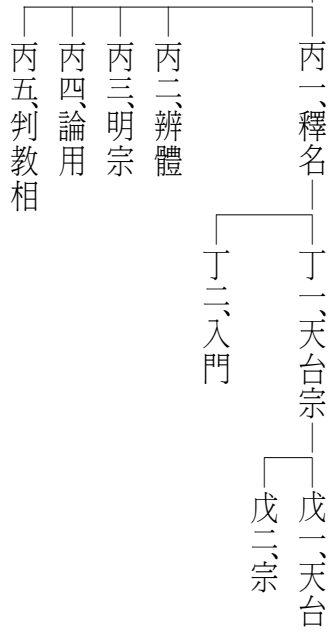 丙一、釋名
丁一、天台宗
戊一、天台
戊二、宗
丁二、入門
丙二、辨體
丙三、明宗
丙四、論用
丙五、判教相